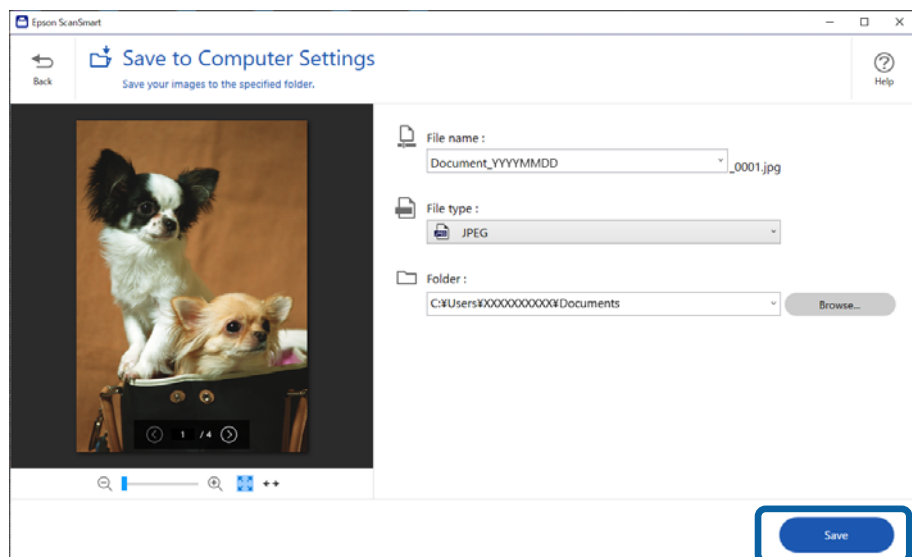 Epson ScanSmart
Back
Save to Computer Settings
Save your images to the specified folder.
Help
File name :
Document_YYYYMMDD
_0001.jpg
File type :
JPEG
Folder :
C:¥Users¥XXXXXXXXXX¥Documents
Browse...
1 /4
Save